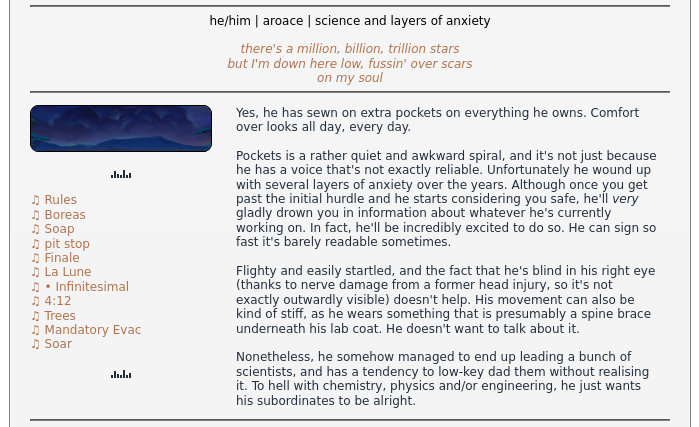 he/him | aroace | science and layers of anxiety
there's a million, billion, trillion stars
but I'm down here low, fussin' over scars
on my soul
♫ Rules
♫ Boreas
♫ Soap
♫ pit stop
♫ Finale
♫ La Lune
♫ • Infinitesimal
♫ 4:12
♫ Trees
♫ Mandatory Evac
♫ Soar
Yes, he has sewn on extra pockets on everything he owns. Comfort
over looks all day, every day.
Pockets is a rather quiet and awkward spiral, and it's not just because
he has a voice that's not exactly reliable. Unfortunately he wound up
with several layers of anxiety over the years. Although once you get
past the initial hurdle and he starts considering you safe, he'll very
gladly drown you in information about whatever he's currently
working on. In fact, he'll be incredibly excited to do so. He can sign so
fast it's barely readable sometimes.
Flighty and easily startled, and the fact that he's blind in his right eye
(thanks to nerve damage from a former head injury, so it's not
exactly outwardly visible) doesn't help. His movement can also be
kind of stiff, as he wears something that is presumably a spine brace
underneath his lab coat. He doesn't want to talk about it.
Nonetheless, he somehow managed to end up leading a bunch of
scientists, and has a tendency to low-key dad them without realising
it. To hell with chemistry, physics and/or engineering, he just wants
his subordinates to be alright.